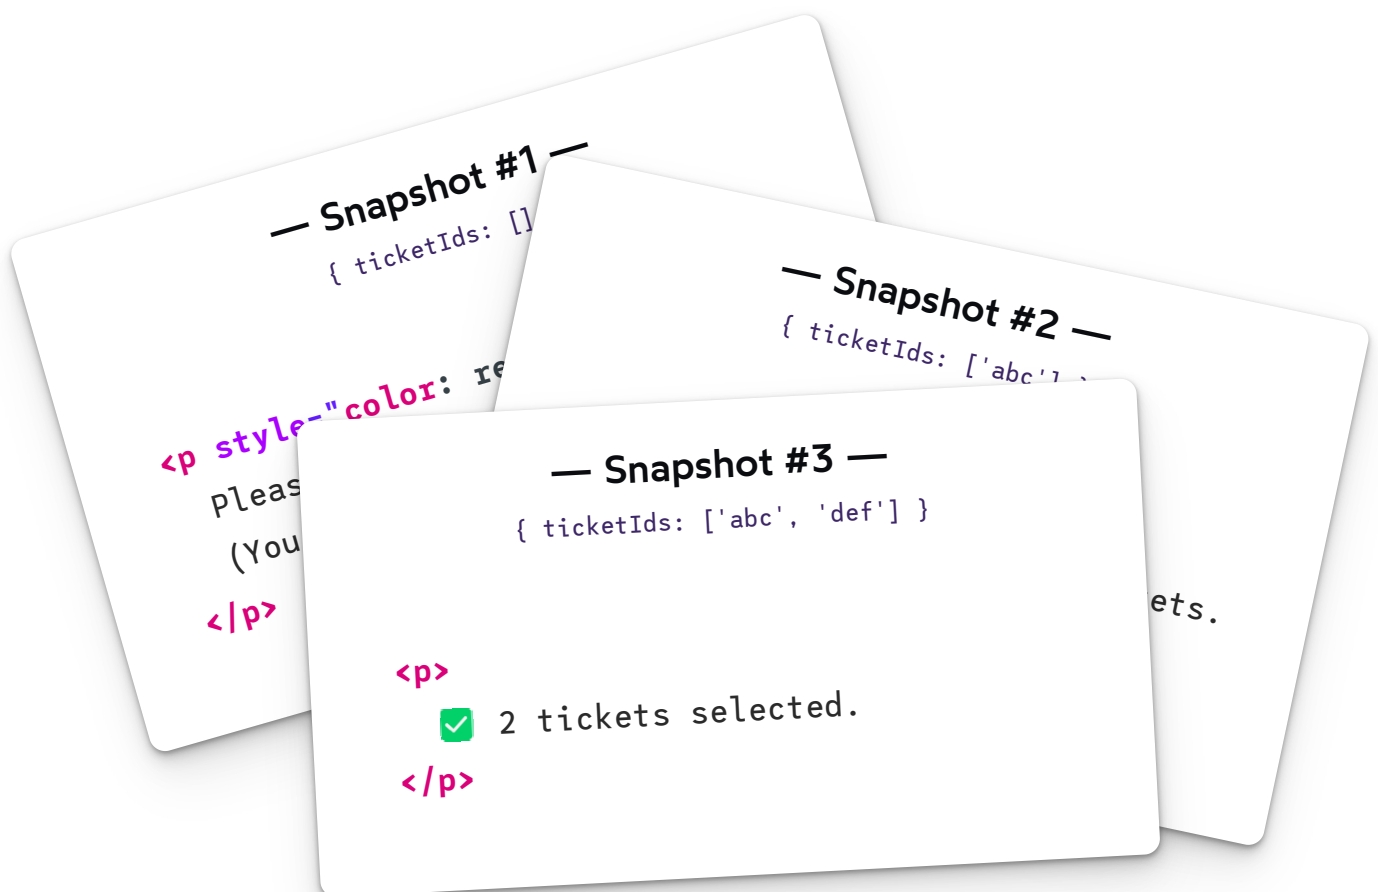 — Snapshot #1 —
{ ticketIds: []
<p style="color: re
Pleas
(You
</p>
— Snapshot #2 —
{ ticketIds: ['abc'] }
ets.
— Snapshot #3 —
{ ticketIds: ['abc', 'def'] }
<p>
✅ 2 tickets selected.
</p>